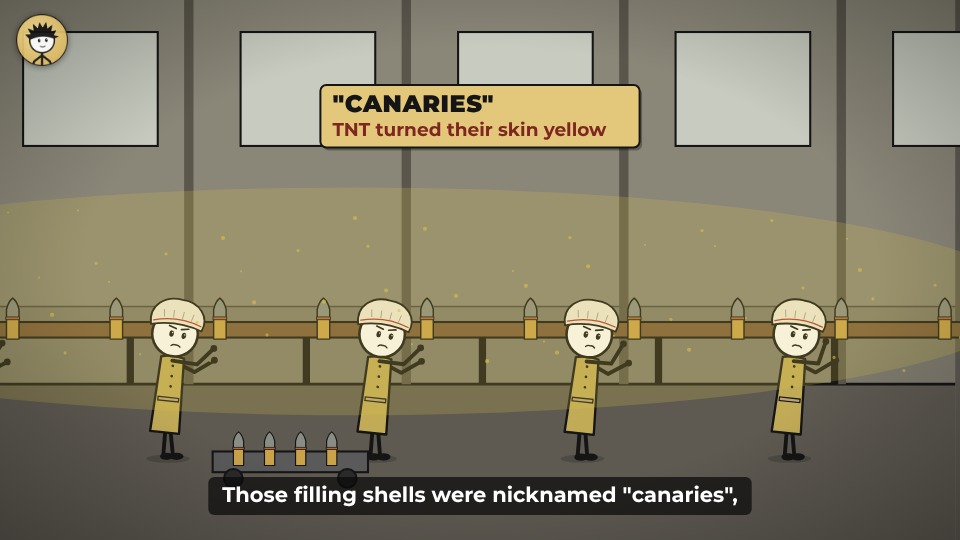 "CANARIES"
TNT turned their skin yellow
Those filling shells were nicknamed "canaries",